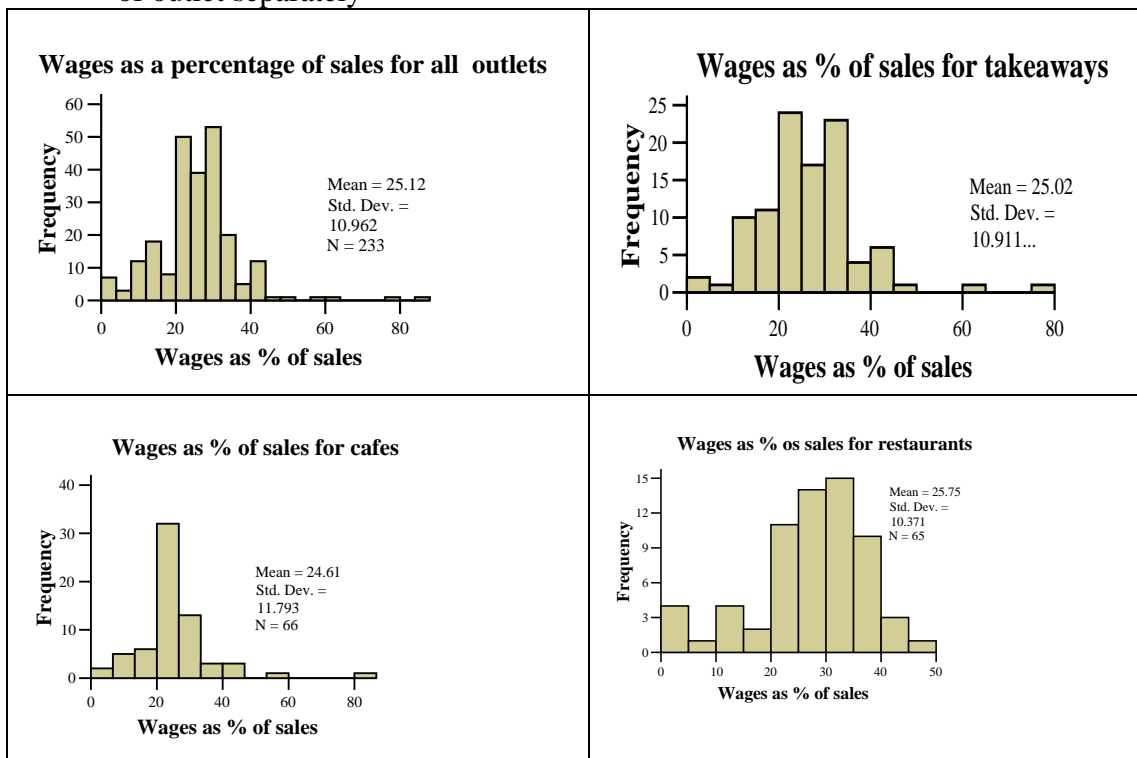 Wages as a percentage of sales for all outlets
60
50
40
30
20
10
0
Frequency
Mean = 25.12
Std. Dev. =
10.962
N = 233
0 20 40 60 80
Wages as % of sales
Wages as % of sales for takeaways
25
20
15
10
5
0
Frequency
Mean = 25.02
Std. Dev. =
10.911...
0 20 40 60 80
Wages as % of sales
Wages as % of sales for cafes
40
30
20
10
0
Frequency
Mean = 24.61
Std. Dev. =
11.793
N = 66
0 20 40 60 80
Wages as % of sales
Wages as % os sales for restaurants
15
12
9
6
3
0
Frequency
Mean = 25.75
Std. Dev. =
10.371
N = 65
0 10 20 30 40 50
Wages as % of sales